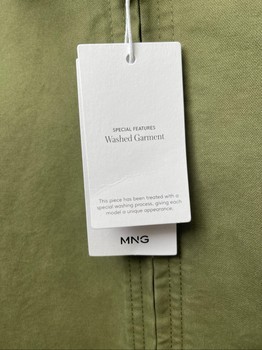 SPECIAL FEATURES
Washed Garment
This piece has been treated with a
special washing process, giving each
model a unique appearance.
MNG